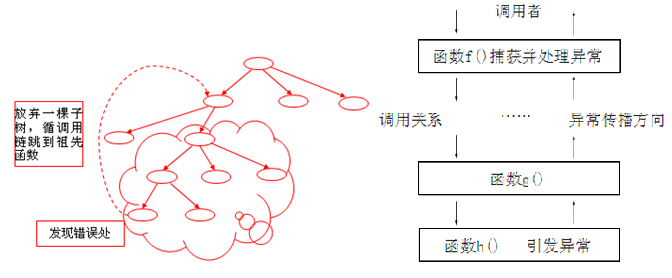 放弃一棵子
树，循调用
链跳到祖先
函数
发现错误处
调用者
函数f()捕获并处理异常
调用关系
……
异常传播方向
函数g()
函数h() 引发异常